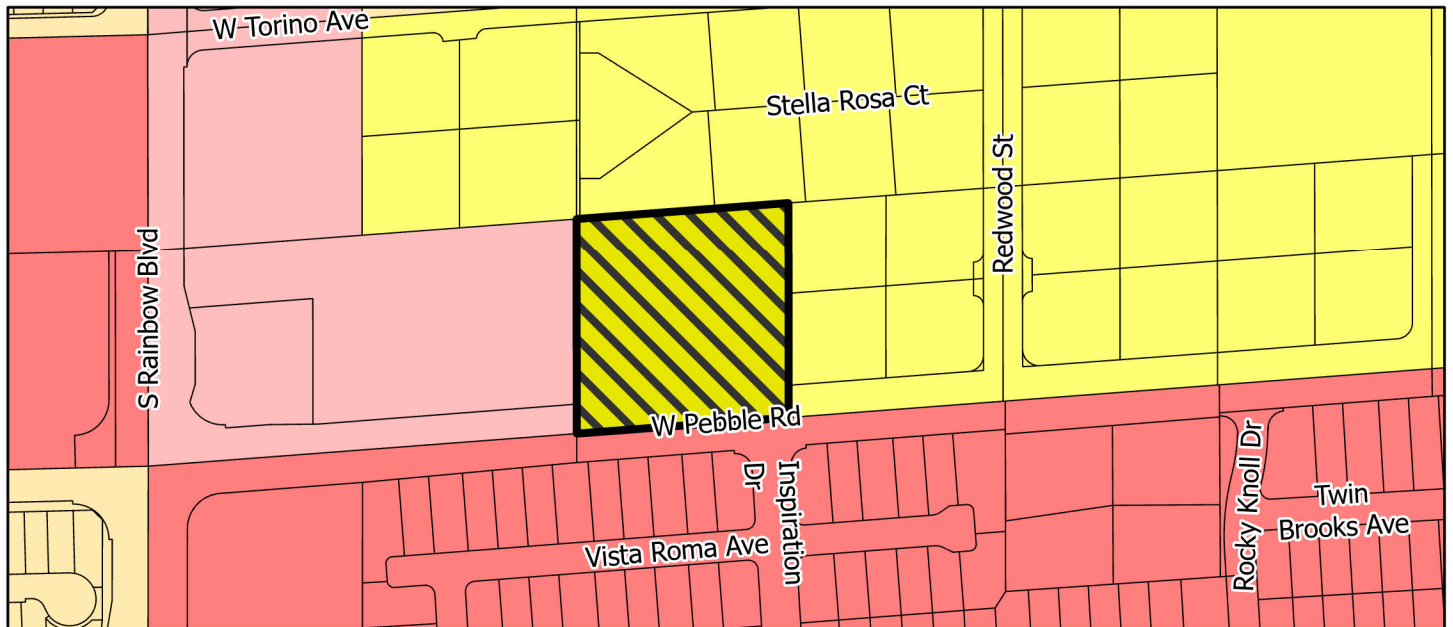 W Torino Ave
Stella Rosa Ct
Redwood St
S Rainbow Blvd
W Pebble Rd
Inspiration
Dr
Vista Roma Ave
Rocky Knoll Dr
Twin
Brooks Ave